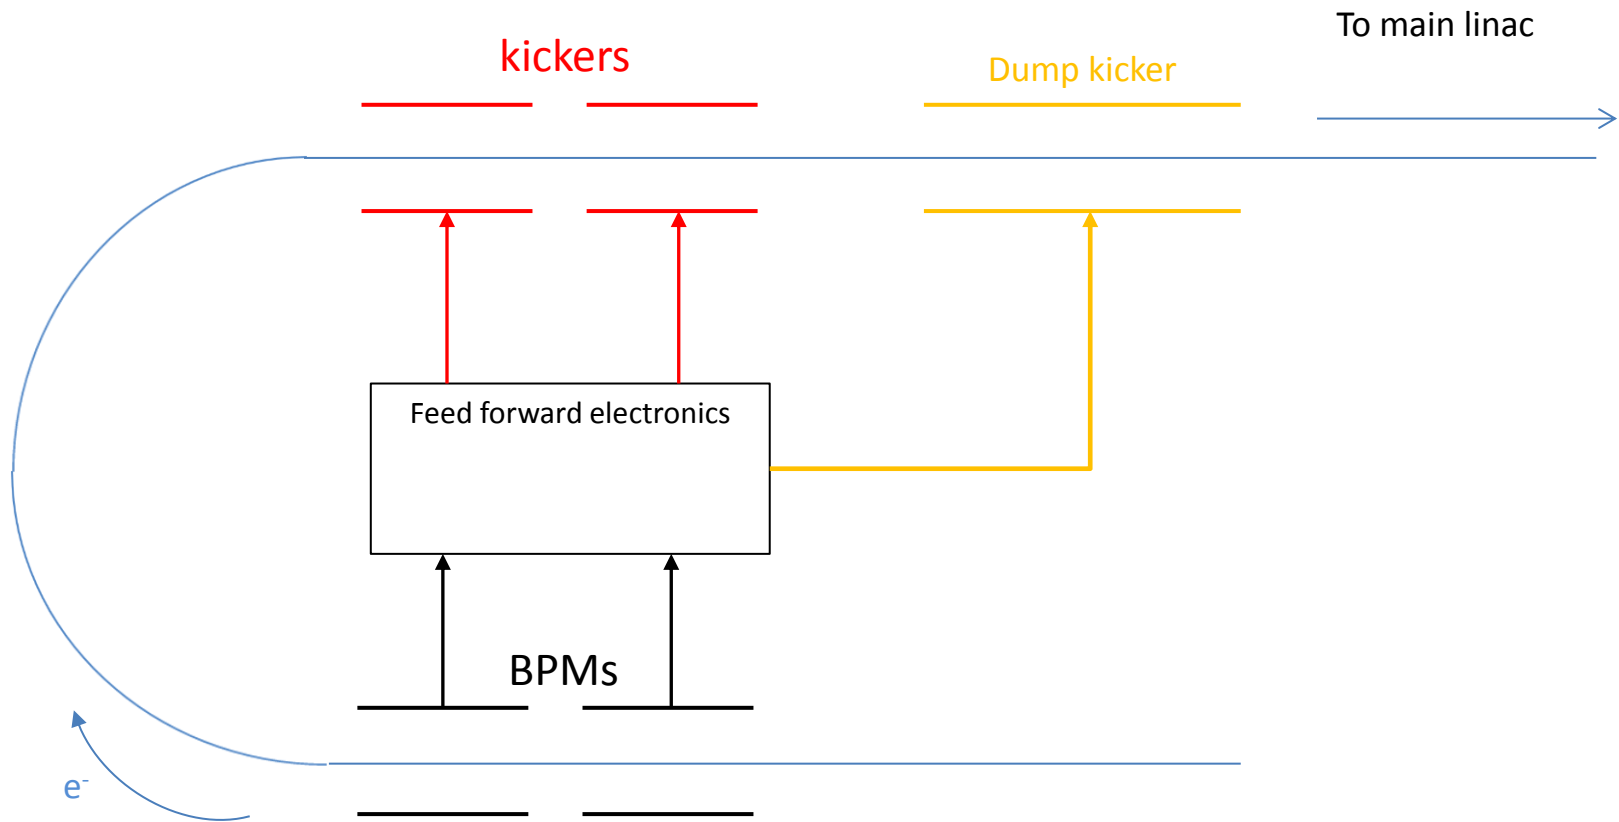 To main linac
kickers
Dump kicker
Feed forward electronics
BPMs
e-